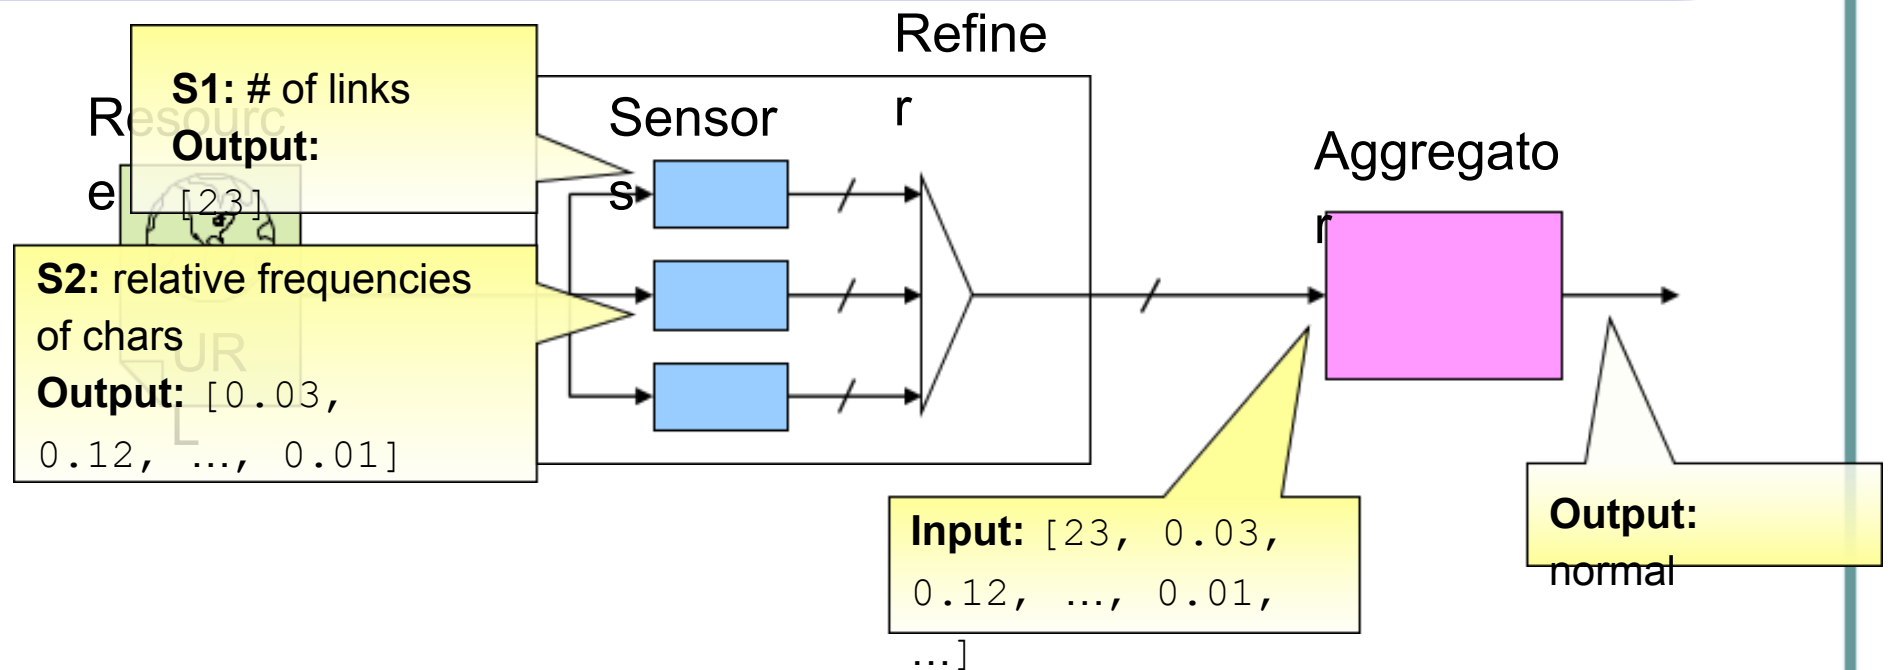 Refine
r
S1: # of links
Output:
[23]
Resourc
e
Sensor
s
Aggregato
r
S2: relative frequencies
of chars
Output: [0.03,
0.12, …, 0.01]
UR
L
Input: [23, 0.03,
0.12, …, 0.01,
…]
Output:
normal